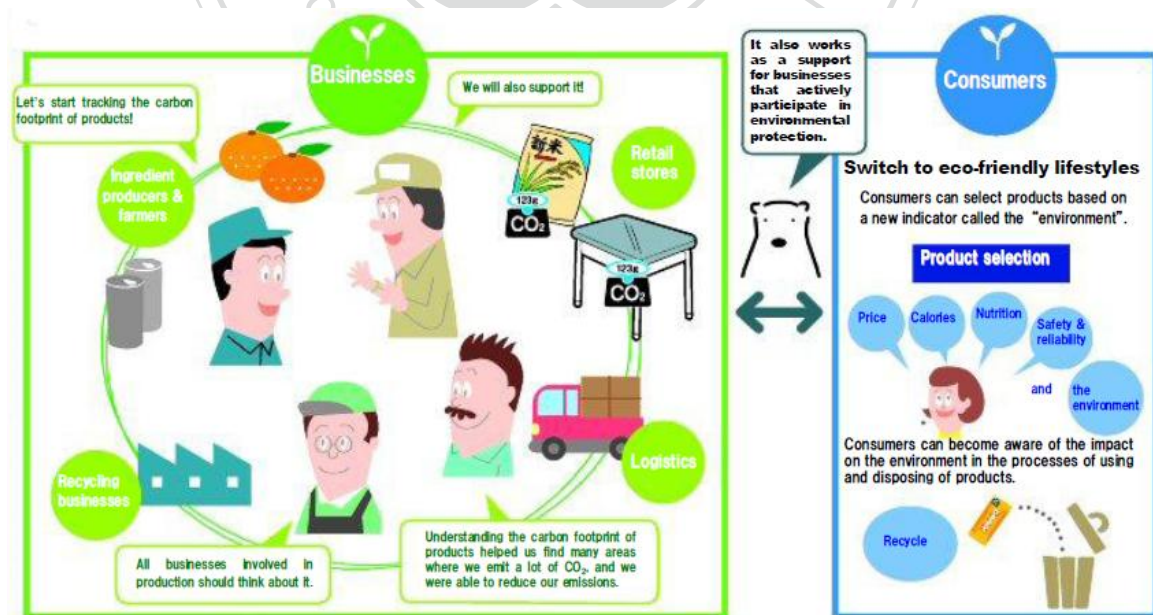 Businesses
Let's start tracking the carbon
footprint of products!
We will also support it!
Ingredient
producers &
farmers
新米
123g
CO₂
Retail
stores
123g
CO₂
Recycling
businesses
Logistics
All businesses involved in
production should think about it.
Understanding the carbon footprint of
products helped us find many areas
where we emit a lot of CO₂, and we
were able to reduce our emissions.
It also works
as a support
for businesses
that actively
participate in
environmental
protection.
Consumers
Switch to eco-friendly lifestyles
Consumers can select products based on
a new indicator called the “environment”.
Product selection
Price
Calories
Nutrition
Safety &
reliability
and
the
environment
Consumers can become aware of the impact
on the environment in the processes of using
and disposing of products.
Recycle